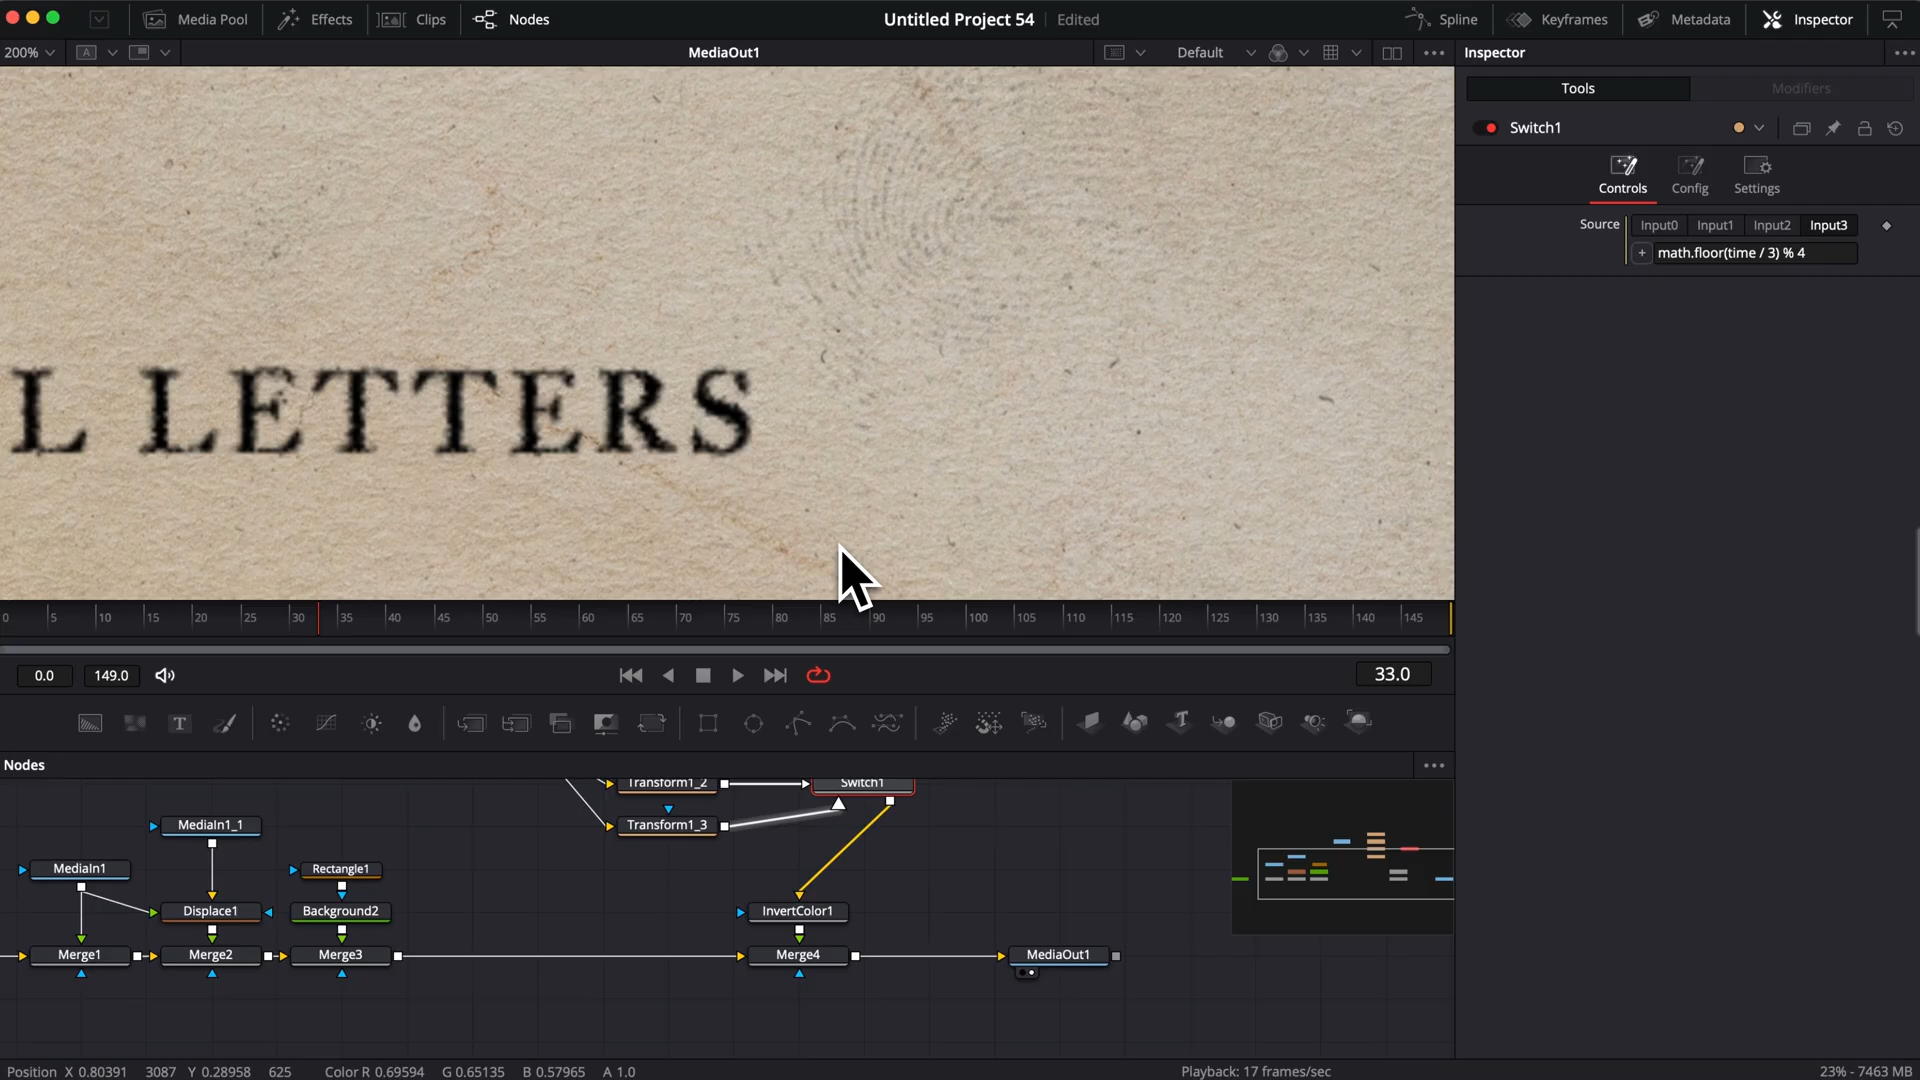 Media Pool Effects Clips Nodes Untitled Project 54 Edited Spline Keyframes Metadata Inspector
200% A MediaOut1 Default Inspector
Tools Modifiers
Switch1
Controls Config Settings
Source Input0 Input1 Input2 Input3
+ math.floor(time / 3) % 4
L LETTERS
0 5 10 15 20 25 30 35 40 45 50 55 60 65 70 75 80 85 90 95 100 105 110 115 120 125 130 135 140 145
0.0 149.0 33.0
T T
Nodes
Transform1_2 Switch1
MediaIn1_1 Transform1_3
MediaIn1 Rectangle1
Displace1 Background2 InvertColor1
Merge1 Merge2 Merge3 Merge4 MediaOut1
Position X 0.80391 3087 Y 0.28958 625 Color R 0.69594 G 0.65135 B 0.57965 A 1.0 Playback: 17 frames/sec 23% - 7463 MB